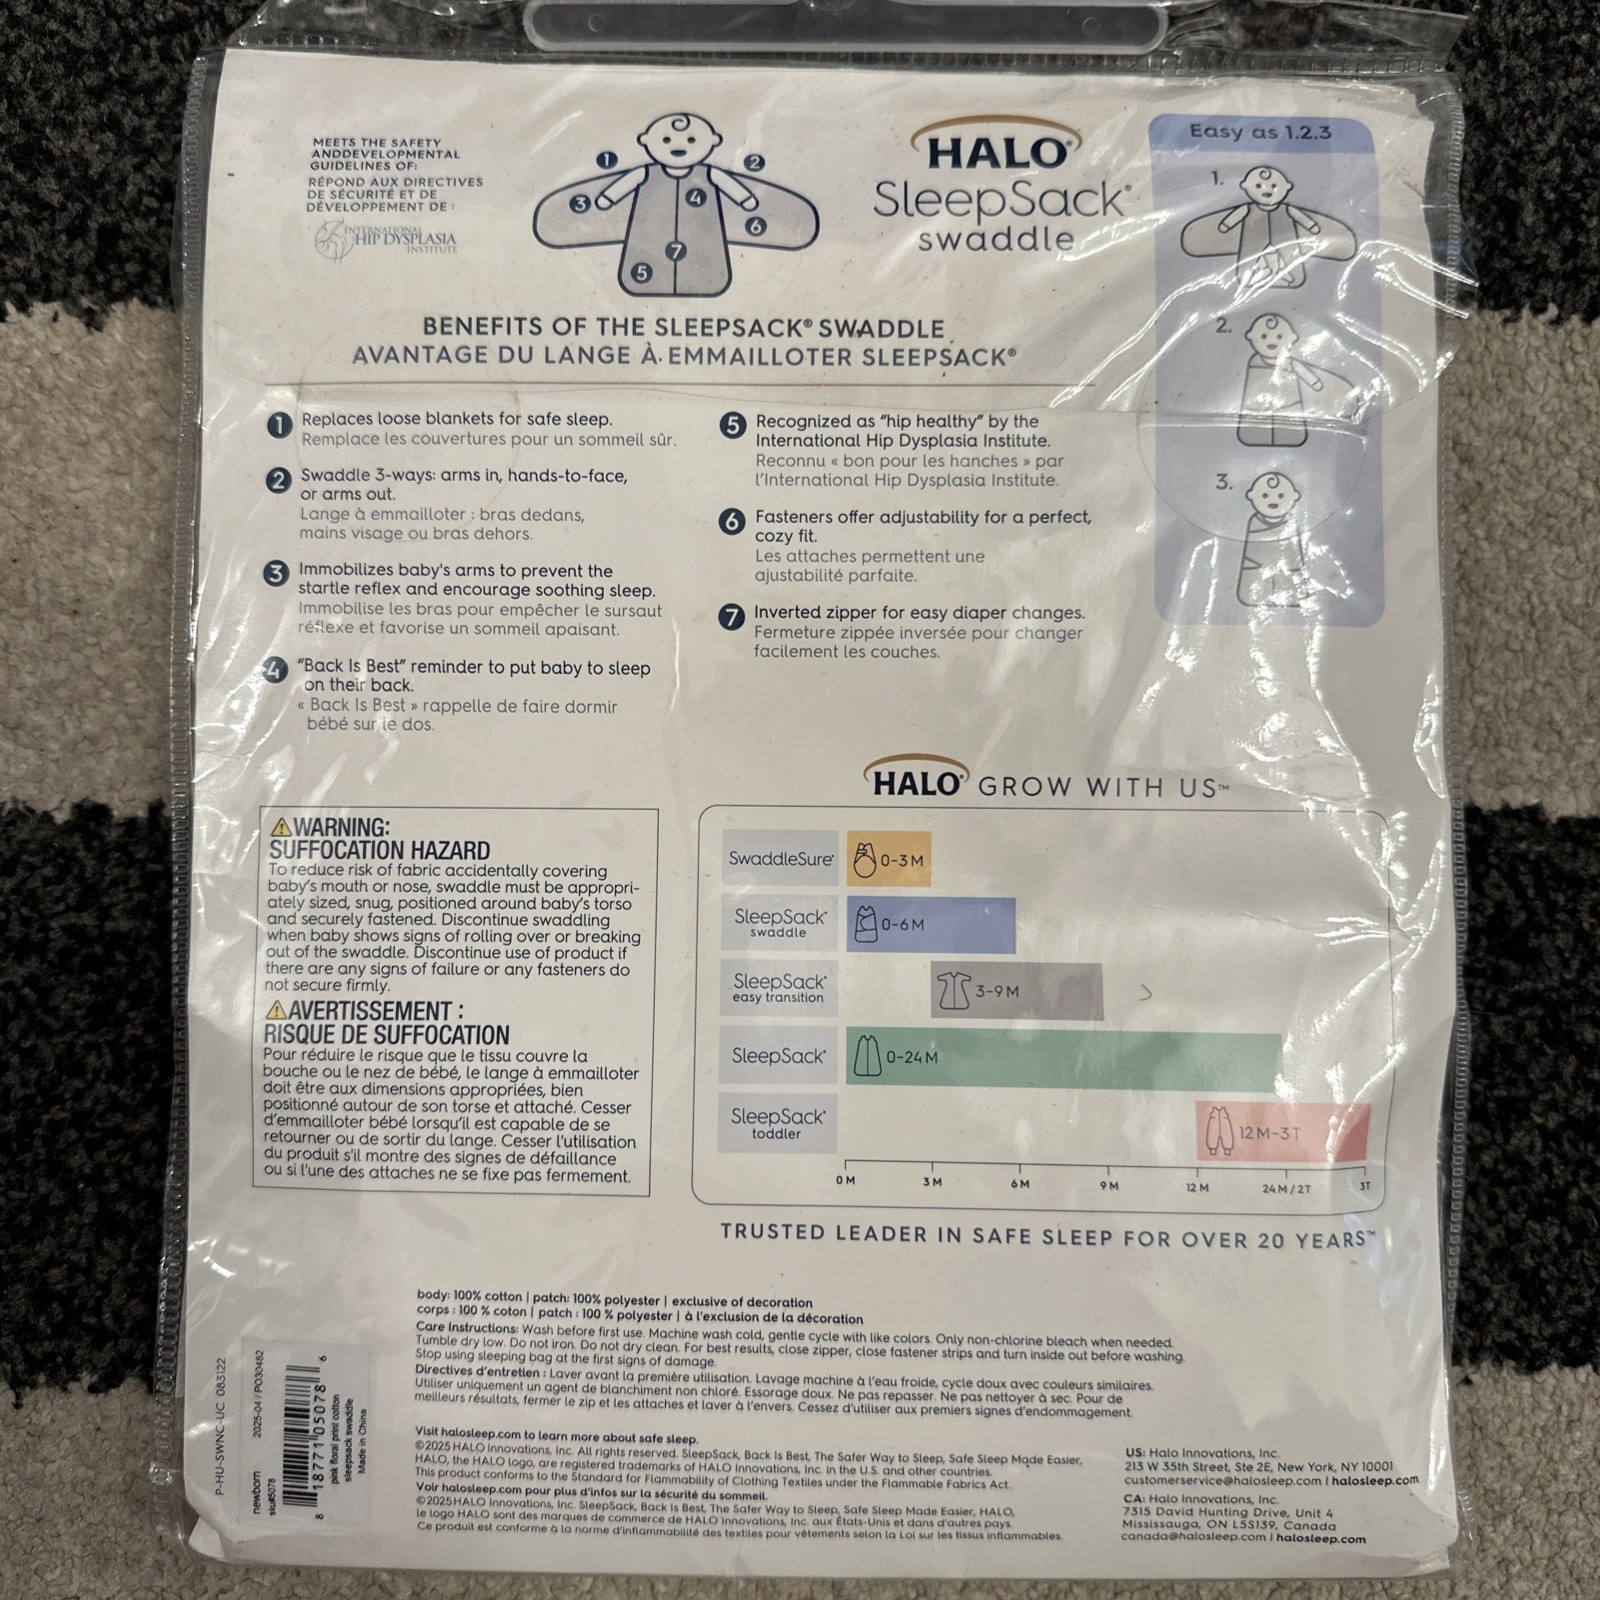 MEETS THE SAFETY
ANDDEVELOPMENTAL
GUIDELINES OF:
RÉPOND AUX DIRECTIVES
DE SÉCURITÉ ET DE
DÉVELOPPEMENT DE :
INTERNATIONAL
HIP DYSPLASIA
INSTITUTE
1
2
3
4
5
6
7
HALO®
SleepSack®
swaddle
Easy as 1.2.3
1.
2.
3.
BENEFITS OF THE SLEEPSACK® SWADDLE
AVANTAGE DU LANGE À EMMAILLOTER SLEEPSACK®
1 Replaces loose blankets for safe sleep.
Remplace les couvertures pour un sommeil sûr.
2 Swaddle 3-ways: arms in, hands-to-face,
or arms out.
Lange à emmailloter : bras dedans,
mains visage ou bras dehors.
3 Immobilizes baby's arms to prevent the
startle reflex and encourage soothing sleep.
Immobilise les bras pour empêcher le sursaut
réflexe et favorise un sommeil apaisant.
4 "Back Is Best" reminder to put baby to sleep
on their back.
« Back Is Best » rappelle de faire dormir
bébé sur le dos.
5 Recognized as "hip healthy" by the
International Hip Dysplasia Institute.
Reconnu « bon pour les hanches » par
l'International Hip Dysplasia Institute.
6 Fasteners offer adjustability for a perfect,
cozy fit.
Les attaches permettent une
ajustabilité parfaite.
7 Inverted zipper for easy diaper changes.
Fermeture zippée inversée pour changer
facilement les couches.
WARNING:
SUFFOCATION HAZARD
To reduce risk of fabric accidentally covering
baby's mouth or nose, swaddle must be appropri-
ately sized, snug, positioned around baby's torso
and securely fastened. Discontinue swaddling
when baby shows signs of rolling over or breaking
out of the swaddle. Discontinue use of product if
there are any signs of failure or any fasteners do
not secure firmly.
AVERTISSEMENT :
RISQUE DE SUFFOCATION
Pour réduire le risque que le tissu couvre la
bouche ou le nez de bébé, le lange à emmailloter
doit être aux dimensions appropriées, bien
positionné autour de son torse et attaché. Cesser
d'emmailloter bébé lorsqu'il est capable de se
retourner ou de sortir du lange. Cesser l'utilisation
du produit s'il montre des signes de défaillance
ou si l'une des attaches ne se fixe pas fermement.
HALO® GROW WITH US™
SwaddleSure® 0-3 M
SleepSack®
swaddle
0-6 M
SleepSack®
easy transition
3-9 M
SleepSack® 0-24 M
SleepSack®
toddler
12 M-3T
0 M 3 M 6 M 9 M 12 M 24 M / 2T 3T
TRUSTED LEADER IN SAFE SLEEP FOR OVER 20 YEARS™
body: 100% cotton | patch: 100% polyester | exclusive of decoration
corps : 100 % coton | patch : 100 % polyester | à l'exclusion de la décoration
Care Instructions: Wash before first use. Machine wash cold, gentle cycle with like colors. Only non-chlorine bleach when needed.
Tumble dry low. Do not iron. Do not dry clean. For best results, close zipper, close fastener strips and turn inside out before washing.
Stop using sleeping bag at the first signs of damage.
Directives d'entretien : Laver avant la première utilisation. Lavage machine à l'eau froide, cycle doux avec couleurs similaires.
Utiliser uniquement un agent de blanchiment non chloré. Essorage doux. Ne pas repasser. Ne pas nettoyer à sec. Pour de
meilleurs résultats, fermer le zip et les attaches et laver à l'envers. Cessez d'utiliser aux premiers signes d'endommagement.
Visit halosleep.com to learn more about safe sleep.
©2025 HALO Innovations, Inc. All rights reserved. SleepSack, Back Is Best, The Safer Way to Sleep, Safe Sleep Made Easier,
HALO, the HALO logo, are registered trademarks of HALO Innovations, Inc. in the U.S. and other countries.
This product conforms to the Standard for Flammability of Clothing Textiles under the Flammable Fabrics Act.
Voir halosleep.com pour plus d'infos sur la sécurité du sommeil.
©2025 HALO Innovations, Inc. SleepSack, Back Is Best, The Safer Way to Sleep, Safe Sleep Made Easier, HALO,
le logo HALO sont des marques de commerce de HALO Innovations, Inc. aux États-Unis et dans d'autres pays.
Ce produit est conforme à la norme d'inflammabilité des textiles pour vêtements selon la Loi sur les tissus inflammables.
US: Halo Innovations, Inc.
213 W 35th Street, Ste 2E, New York, NY 10001
customerservice@halosleep.com | halosleep.com
CA: Halo Innovations, Inc.
7315 David Hunting Drive, Unit 4
Mississauga, ON L5S139, Canada
canada@halosleep.com | halosleep.com
P-HU-SWNC-UC 083122
newborn 2025-04 / PO30482
sku#5078
8 18771 05078 6
pink floral print cotton
sleepsack swaddle
Made in China